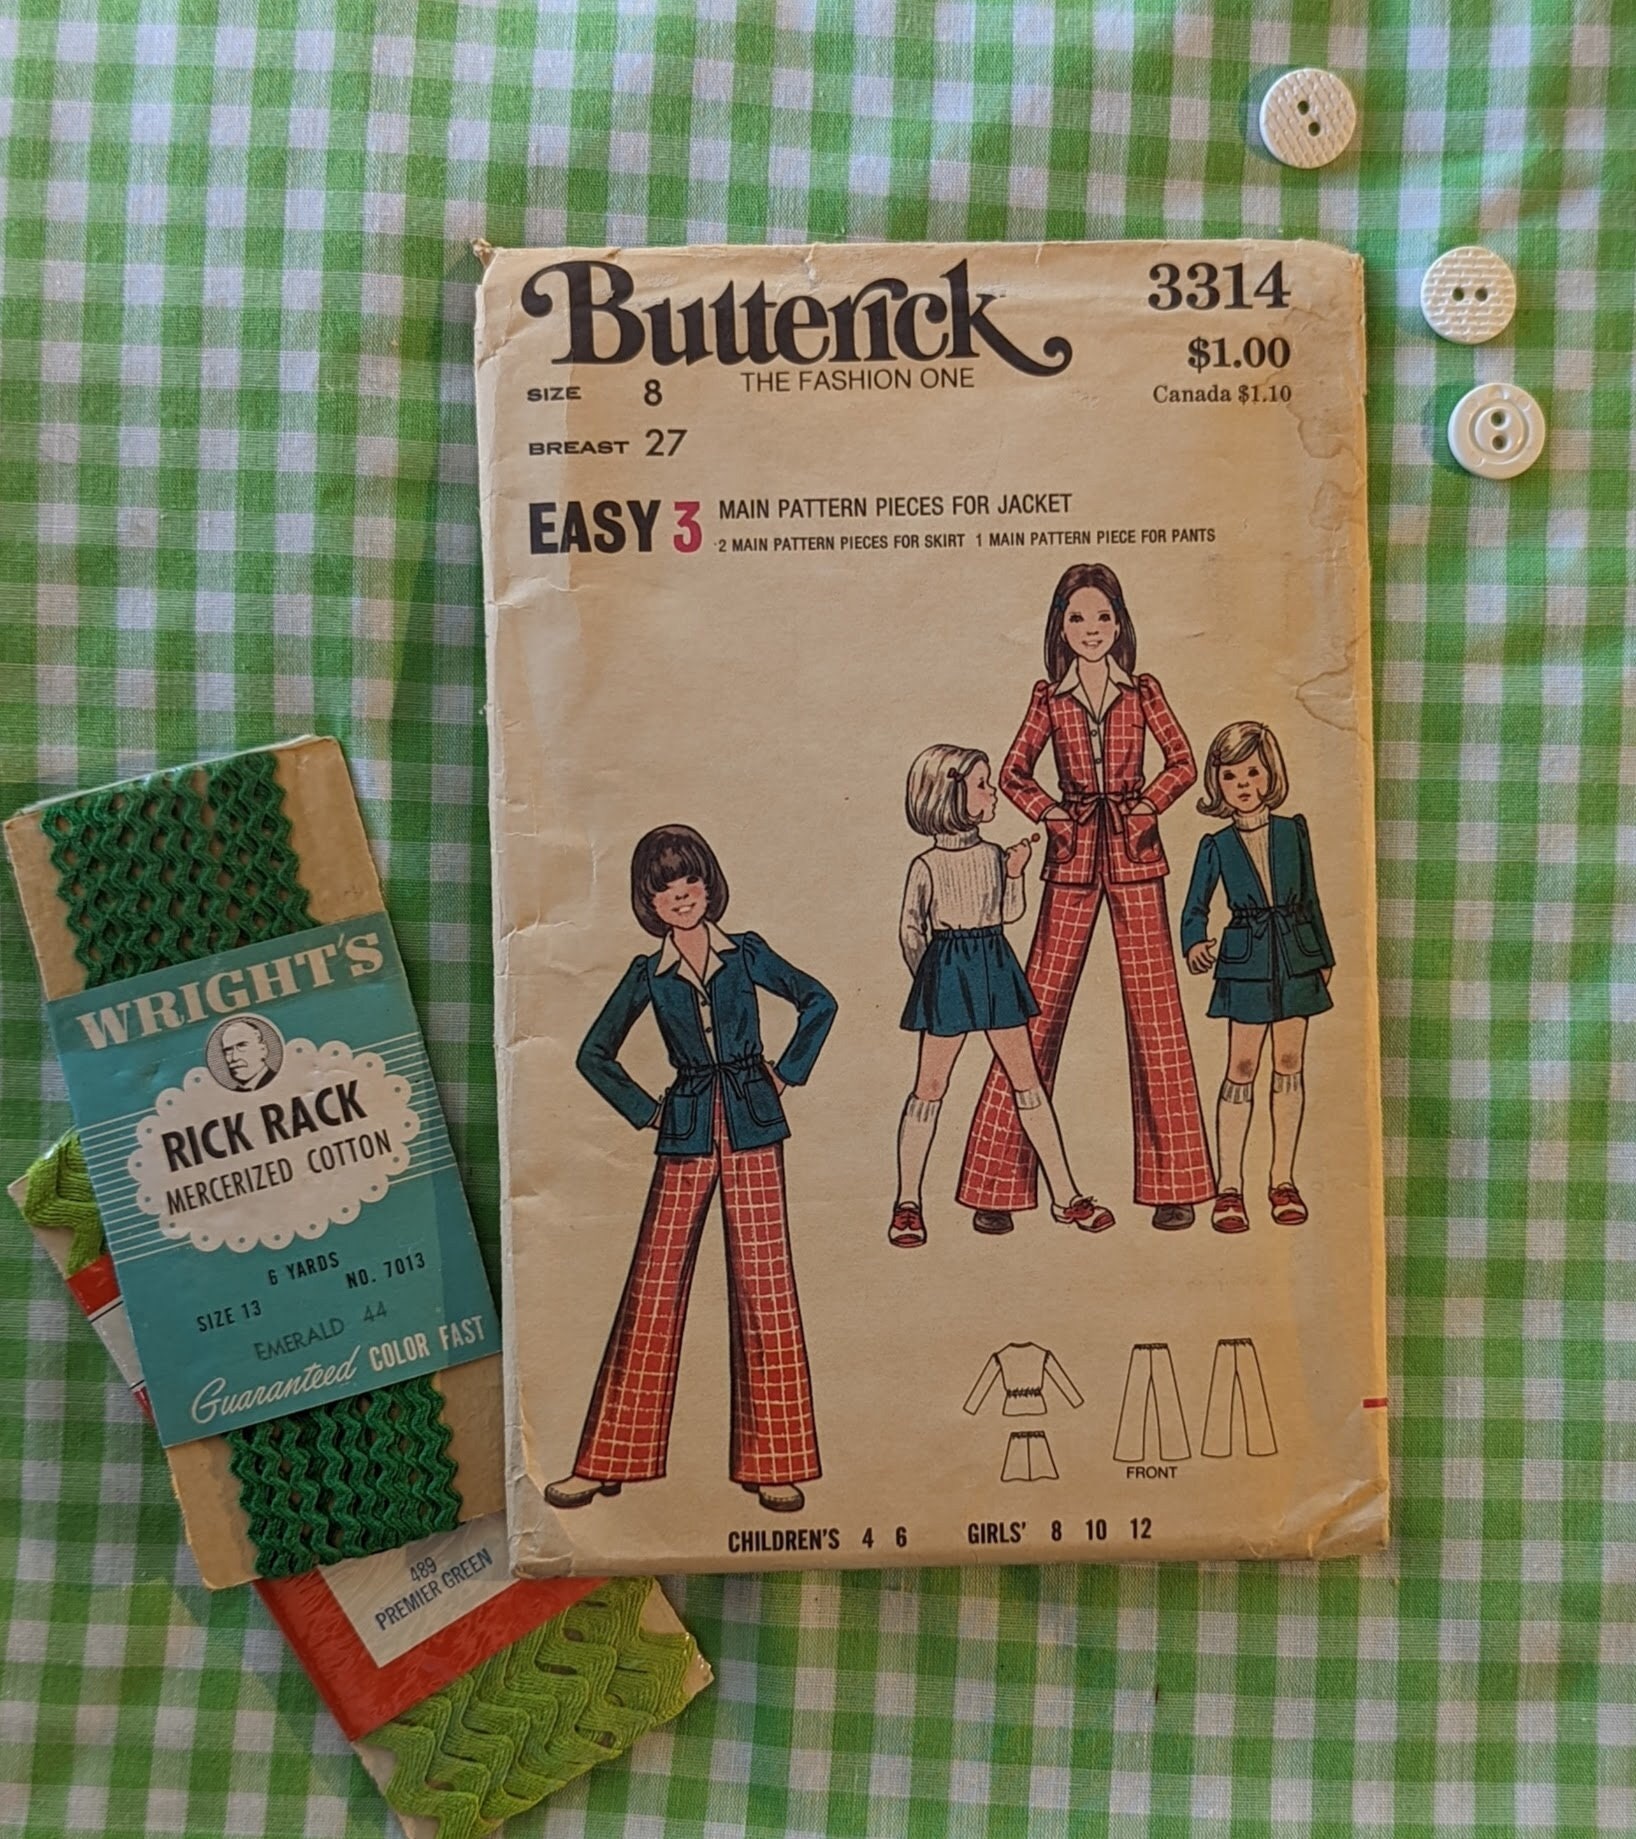 Butterick
THE FASHION ONE
3314
$1.00
Canada $1.10
SIZE 8
BREAST 27
EASY 3 MAIN PATTERN PIECES FOR JACKET
2 MAIN PATTERN PIECES FOR SKIRT 1 MAIN PATTERN PIECE FOR PANTS
FRONT
CHILDREN'S 4 6 GIRLS' 8 10 12
WRIGHT'S
RICK RACK
MERCERIZED COTTON
6 YARDS
SIZE 13 NO. 7013
EMERALD 44
Guaranteed COLOR FAST
489
PREMIER GREEN